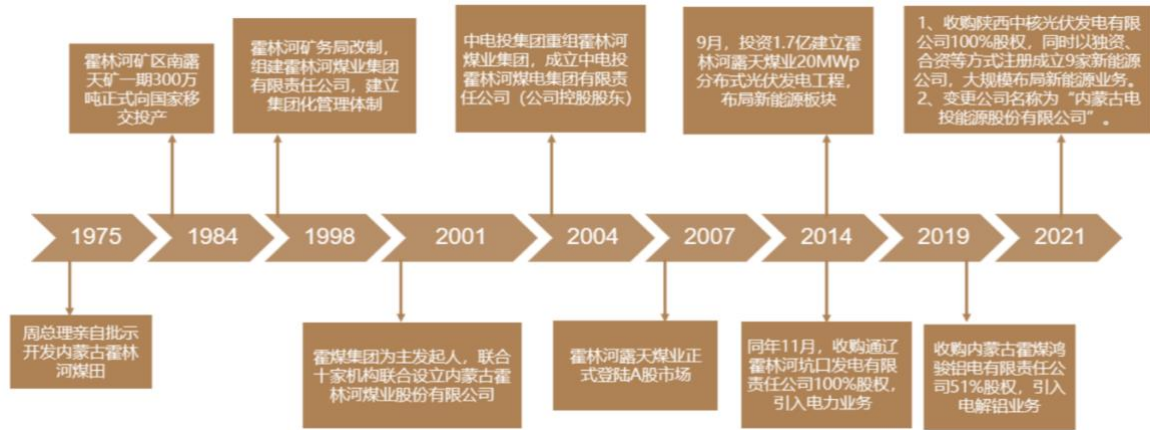 霍林河矿区南露
天矿一期300万
吨正式向国家移
交投产
霍林河矿务局改制，
组建霍林河煤业集团
有限责任公司，建立
集团化管理体制
中电投集团重组霍林河
煤业集团，成立中电投
霍林河煤电集团有限责
任公司（公司控股股东）
9月，投资1.7亿建立霍
林河露天煤业20MWp
分布式光伏发电工程，
布局新能源板块
1、收购陕西中核光伏发电有限
公司100%股权，同时以独资、
合资等方式注册成立9家新能源
公司，大规模布局新能源业务。
2、变更公司名称为“内蒙古电
投能源股份有限公司”。
1975
1984
1998
2001
2004
2007
2014
2019
2021
周总理亲自批示
开发内蒙古霍林
河煤田
霍煤集团为主发起人，联合
十家机构联合设立内蒙古霍
林河煤业股份有限公司
霍林河露天煤业正
式登陆A股市场
同年11月，收购通辽
霍林河坑口发电有限
责任公司100%股权，
引入电力业务
收购内蒙古霍煤鸿
骏铝电有限责任公
司51%股权，引入
电解铝业务